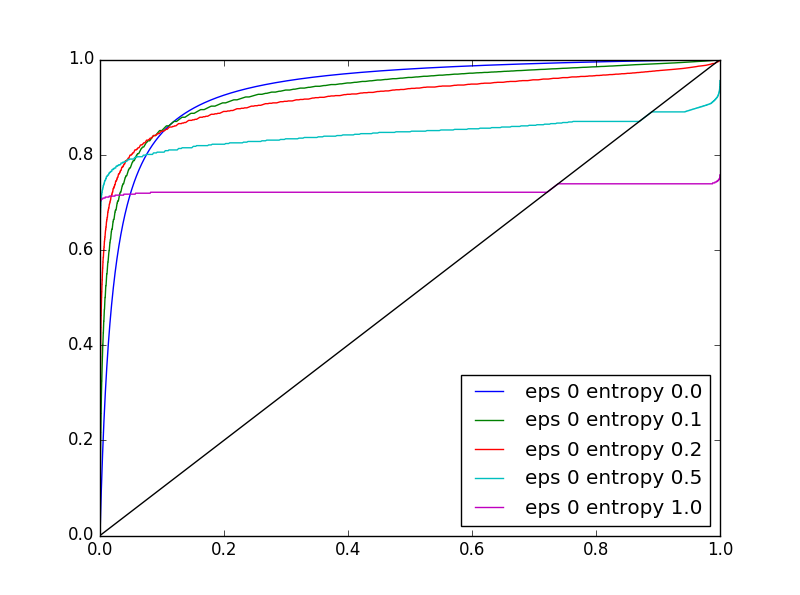 1.0
0.8
0.6
0.4
0.2
0.0
0.0 0.2 0.4 0.6 0.8 1.0
eps 0 entropy 0.0
eps 0 entropy 0.1
eps 0 entropy 0.2
eps 0 entropy 0.5
eps 0 entropy 1.0